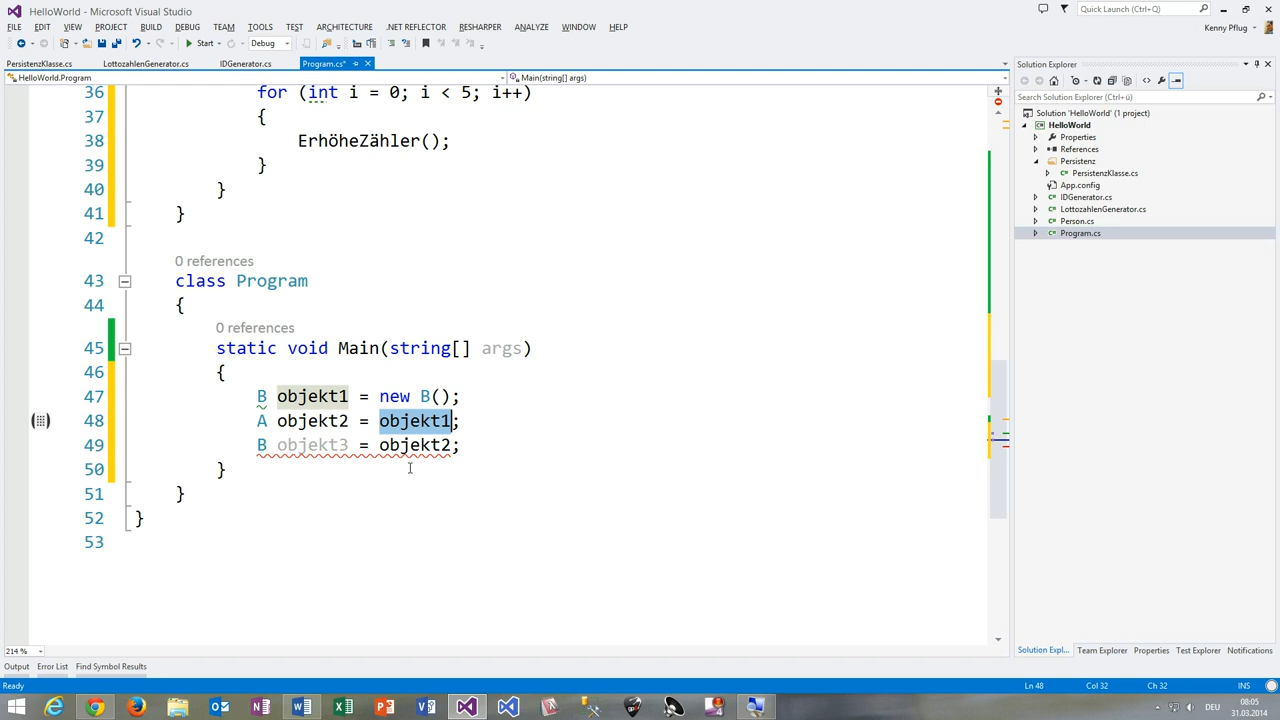 HelloWorld - Microsoft Visual Studio
Quick Launch (Ctrl+Q)
FILE EDIT VIEW PROJECT BUILD DEBUG TEAM TOOLS TEST ARCHITECTURE .NET REFLECTOR RESHARPER ANALYZE WINDOW HELP
Kenny Pflug
Start Debug
PersistenzKlasse.cs LottozahlenGenerator.cs IDGenerator.cs Program.cs*
HelloWorld.Program Main(string[] args)
36 for (int i = 0; i < 5; i++)
37 {
38 ErhöheZähler();
39 }
40 }
41 }
42
0 references
43 class Program
44 {
0 references
45 static void Main(string[] args)
46 {
47 B objekt1 = new B();
48 A objekt2 = objekt1;
49 B objekt3 = objekt2;
50 }
51 }
52 }
53
214 %
Solution Explorer
Search Solution Explorer (Ctrl+ü)
Solution 'HelloWorld' (1 project)
HelloWorld
Properties
References
Persistenz
PersistenzKlasse.cs
App.config
IDGenerator.cs
LottozahlenGenerator.cs
Person.cs
Program.cs
Solution Expl... Team Explorer Properties Test Explorer Notifications
Output Error List Find Symbol Results
Ready Ln 48 Col 32 Ch 32 INS
DEU 08:05
31.03.2014